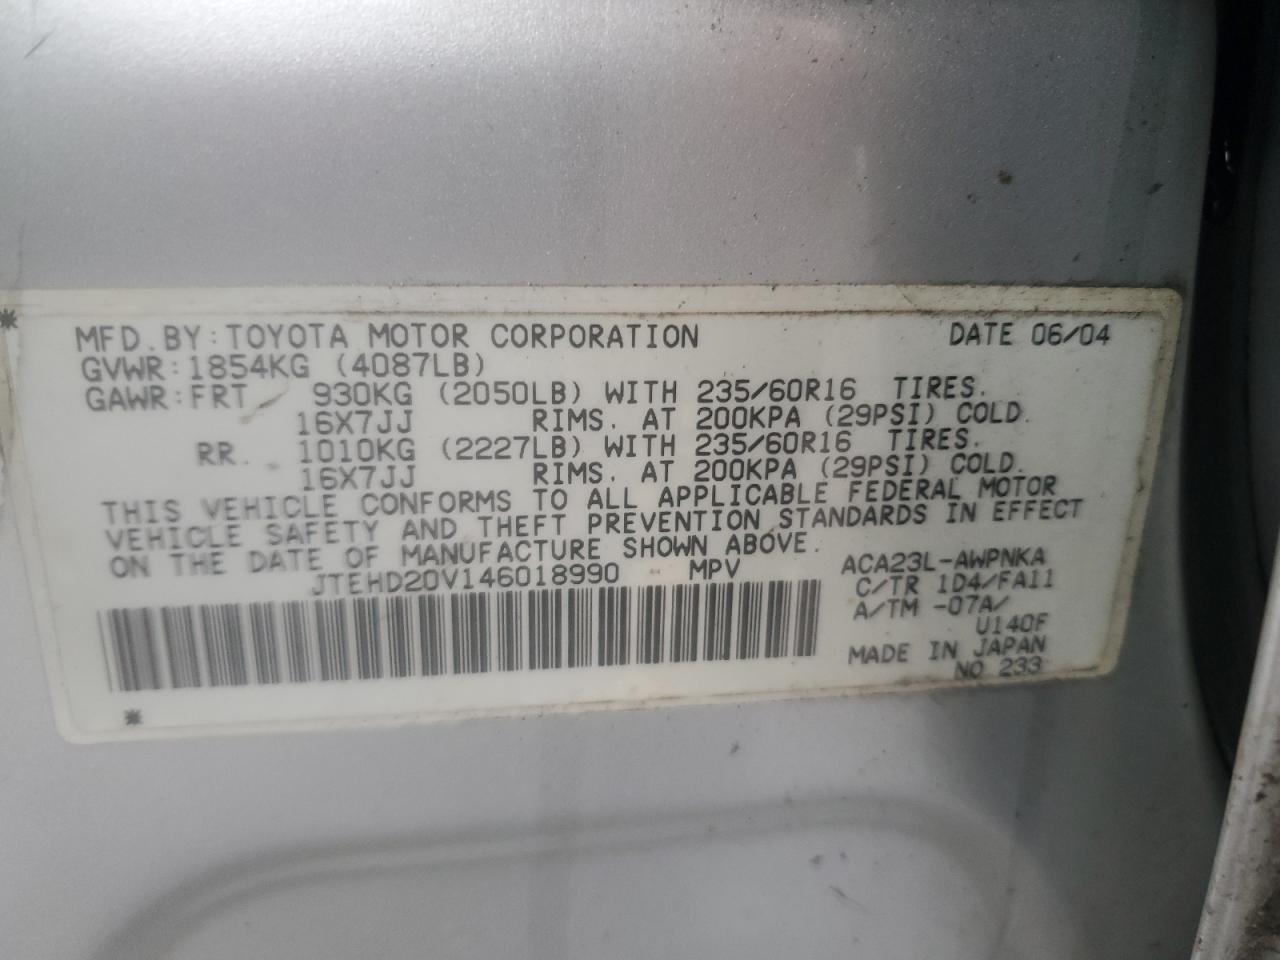 MFD.BY:TOYOTA MOTOR CORPORATION DATE 06/04
GVWR:1854KG (4087LB)
GAWR:FRT 930KG (2050LB) WITH 235/60R16 TIRES.
16X7JJ RIMS. AT 200KPA (29PSI) COLD.
RR. 1010KG (2227LB) WITH 235/60R16 TIRES.
16X7JJ RIMS. AT 200KPA (29PSI) COLD.
THIS VEHICLE CONFORMS TO ALL APPLICABLE FEDERAL MOTOR
VEHICLE SAFETY AND THEFT PREVENTION STANDARDS IN EFFECT
ON THE DATE OF MANUFACTURE SHOWN ABOVE.
JTEHD20V146018990 - MPV
ACA23L-AWPNKA
C/TR 1D4/FA11
A/TM -07A/
U140F
MADE IN JAPAN
NO 233